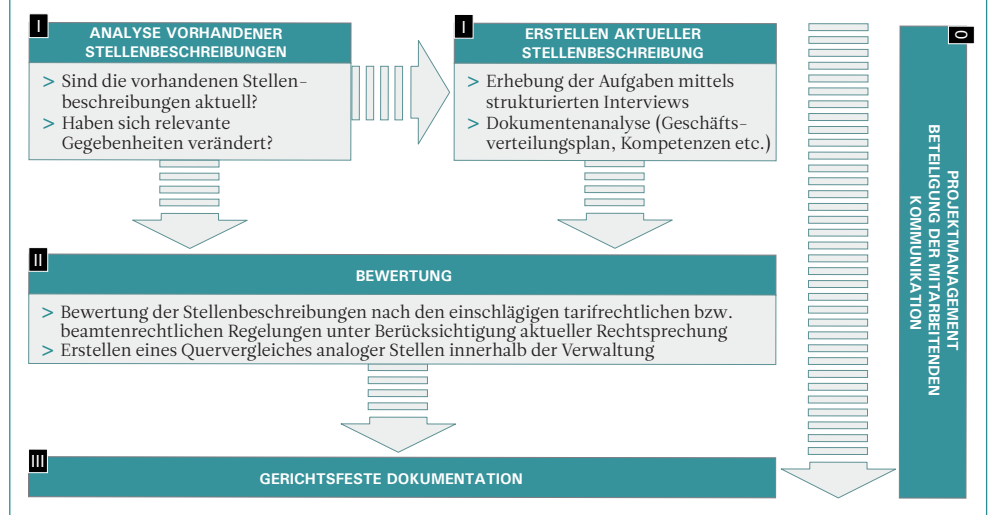 I
ANALYSE VORHANDENER
STELLENBESCHREIBUNGEN
> Sind die vorhandenen Stellen-
beschreibungen aktuell?
> Haben sich relevante
Gegebenheiten verändert?
I
ERSTELLEN AKTUELLER
STELLENBESCHREIBUNG
> Erhebung der Aufgaben mittels
strukturierten Interviews
> Dokumentenanalyse (Geschäfts-
verteilungsplan, Kompetenzen etc.)
II
BEWERTUNG
> Bewertung der Stellenbeschreibungen nach den einschlägigen tarifrechtlichen bzw.
beamtenrechtlichen Regelungen unter Berücksichtigung aktueller Rechtsprechung
> Erstellen eines Quervergleiches analoger Stellen innerhalb der Verwaltung
III
GERICHTSFESTE DOKUMENTATION
0
PROJEKTMANAGEMENT
BETEILIGUNG DER MITARBEITENDEN
KOMMUNIKATION